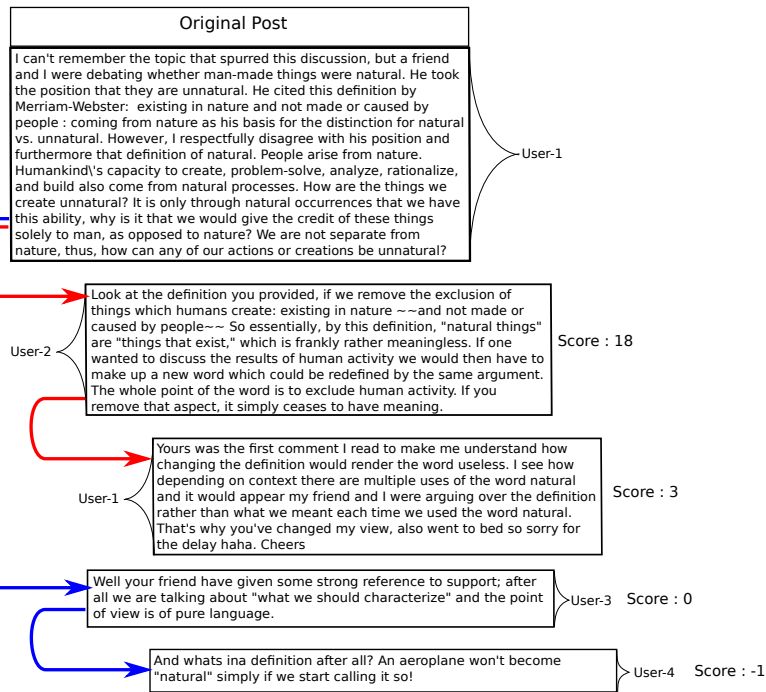 Original Post
I can't remember the topic that spurred this discussion, but a friend
and I were debating whether man-made things were natural. He took
the position that they are unnatural. He cited this definition by
Merriam-Webster:  existing in nature and not made or caused by
people : coming from nature as his basis for the distinction for natural
vs. unnatural. However, I respectfully disagree with his position and
furthermore that definition of natural. People arise from nature.
Humankind\'s capacity to create, problem-solve, analyze, rationalize,
and build also come from natural processes. How are the things we
create unnatural? It is only through natural occurrences that we have
this ability, why is it that we would give the credit of these things
solely to man, as opposed to nature? We are not separate from
nature, thus, how can any of our actions or creations be unnatural?
User-1
Look at the definition you provided, if we remove the exclusion of
things which humans create: existing in nature ~~and not made or
caused by people~~ So essentially, by this definition, "natural things"
are "things that exist," which is frankly rather meaningless. If one
wanted to discuss the results of human activity we would then have to
make up a new word which could be redefined by the same argument.
The whole point of the word is to exclude human activity. If you
remove that aspect, it simply ceases to have meaning.
User-2
Score : 18
Yours was the first comment I read to make me understand how
changing the definition would render the word useless. I see how
depending on context there are multiple uses of the word natural
and it would appear my friend and I were arguing over the definition
rather than what we meant each time we used the word natural.
That's why you've changed my view, also went to bed so sorry for
the delay haha. Cheers
User-1
Score : 3
Well your friend have given some strong reference to support; after
all we are talking about "what we should characterize" and the point
of view is of pure language.
User-3
Score : 0
And whats ina definition after all? An aeroplane won't become
"natural" simply if we start calling it so!
User-4
Score : -1